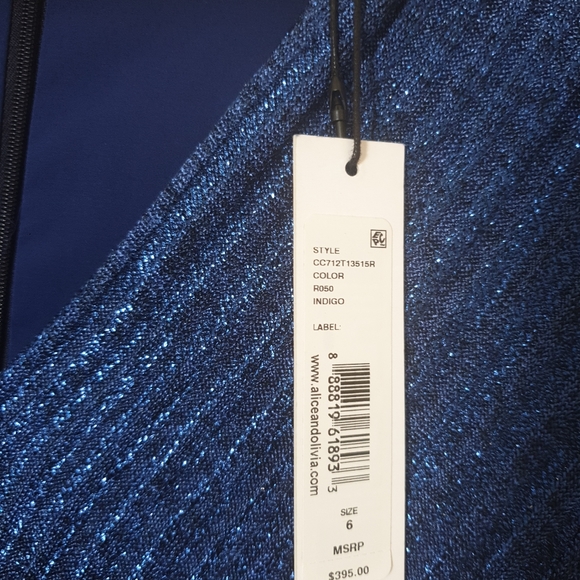 STYLE
CC712T13515R
COLOR
R050
INDIGO
LABEL:
8 88819 61893 3
www.aliceandolivia.com
SIZE
6
MSRP
$395.00